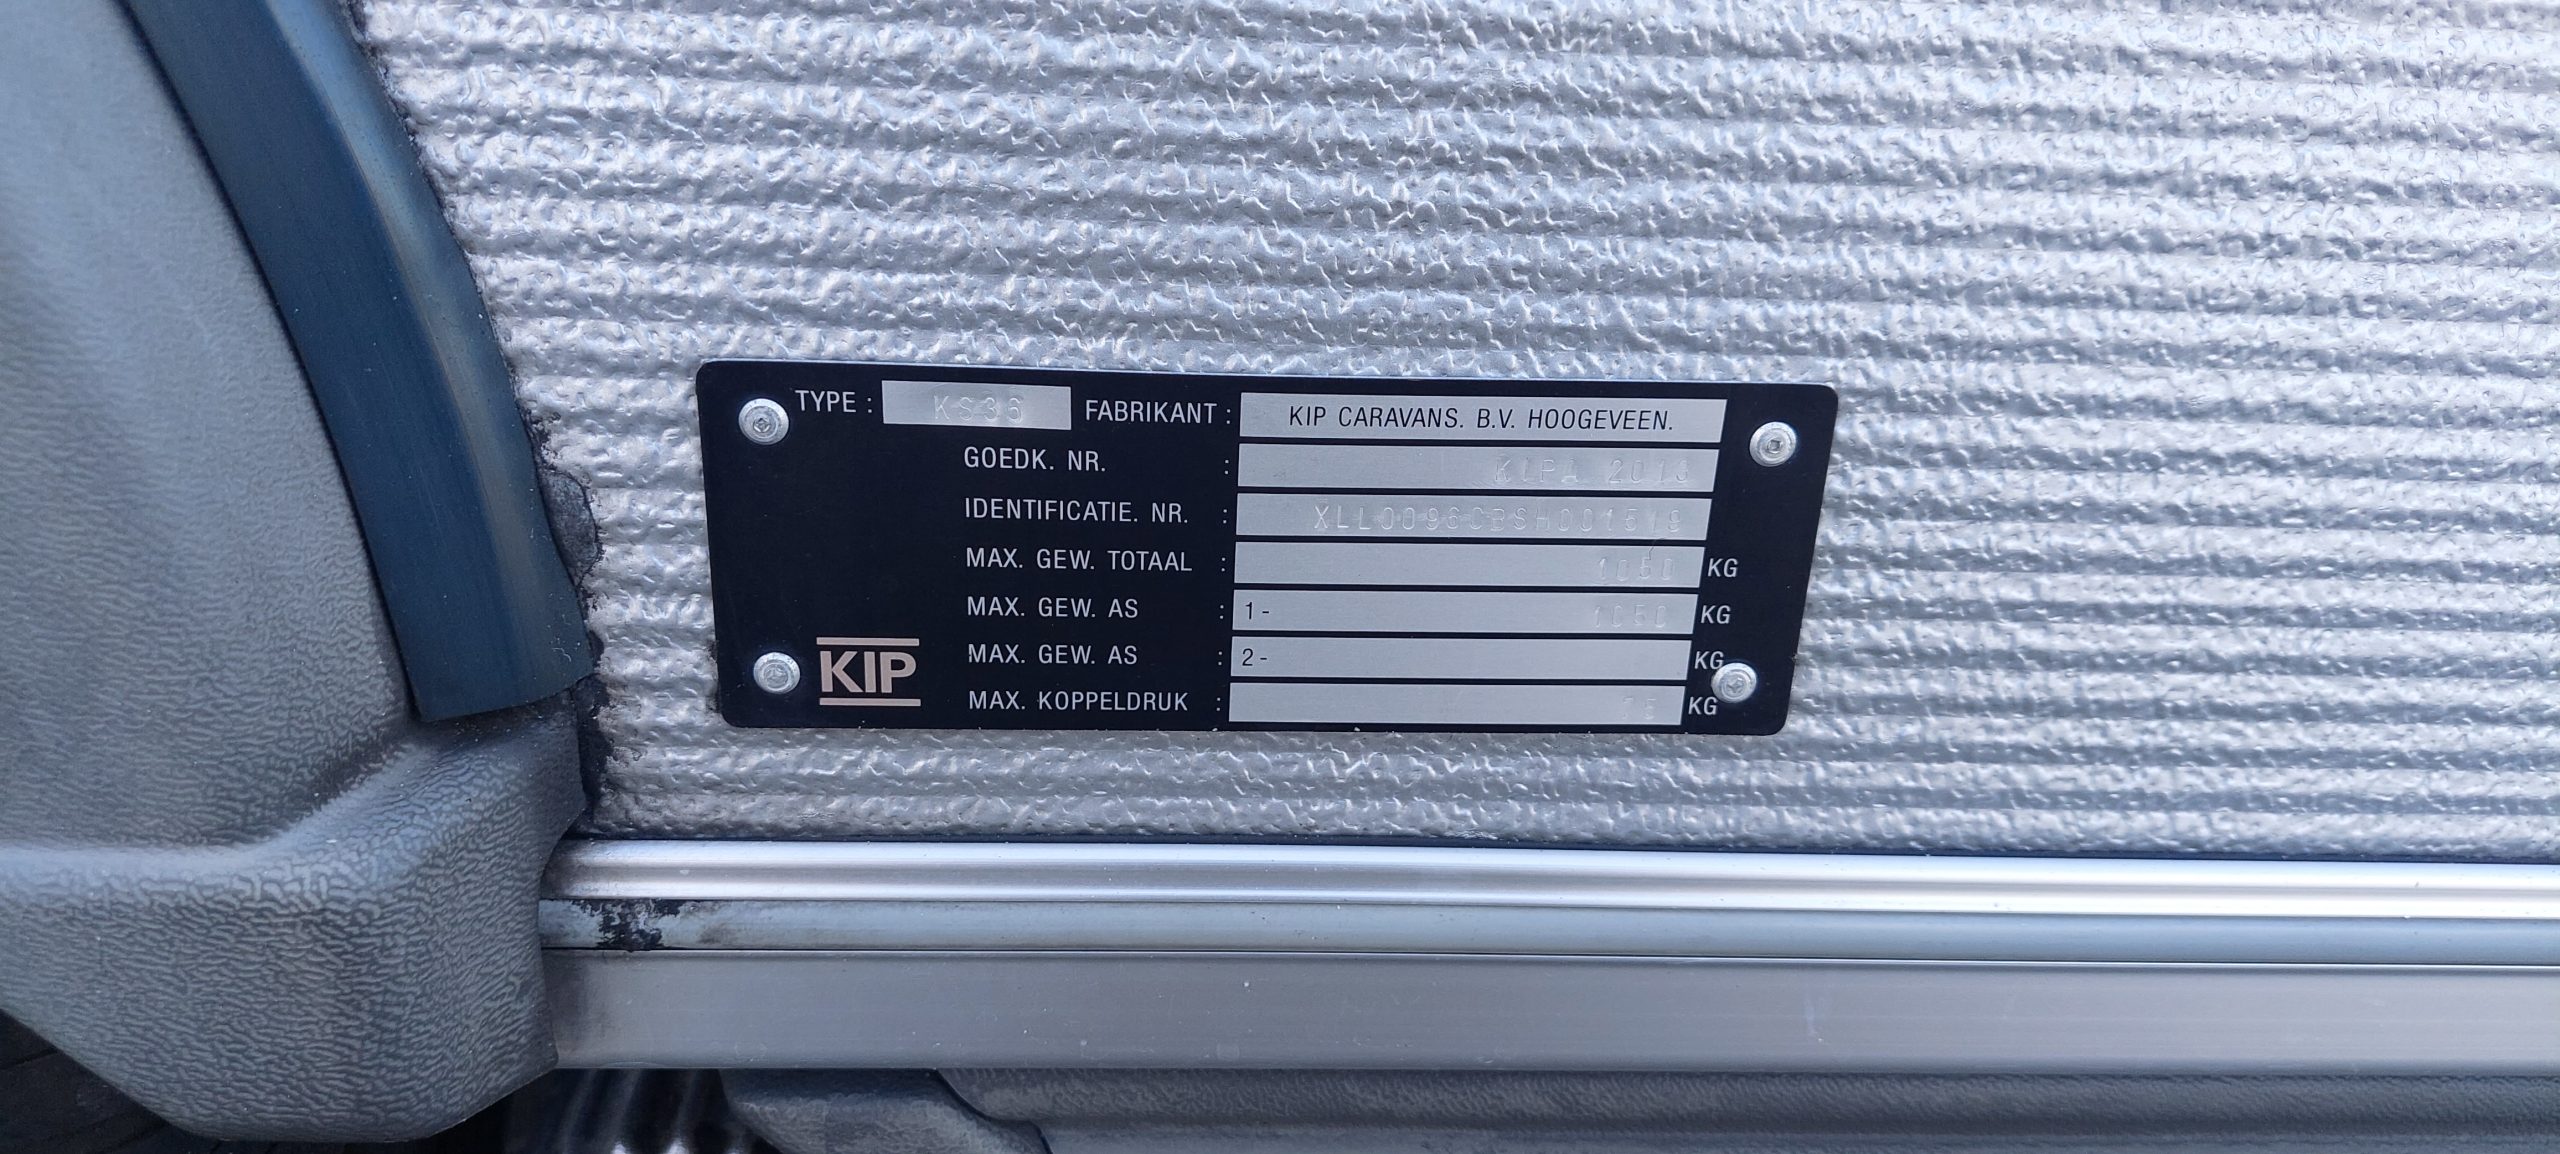 TYPE : KS36 FABRIKANT : KIP CARAVANS. B.V. HOOGEVEEN.
GOEDK. NR. : KIPA 2013
IDENTIFICATIE. NR. : XLL0096CBSH001519
MAX. GEW. TOTAAL : 1050 KG
MAX. GEW. AS : 1- 1050 KG
MAX. GEW. AS : 2- KG
MAX. KOPPELDRUK : 75 KG
KIP